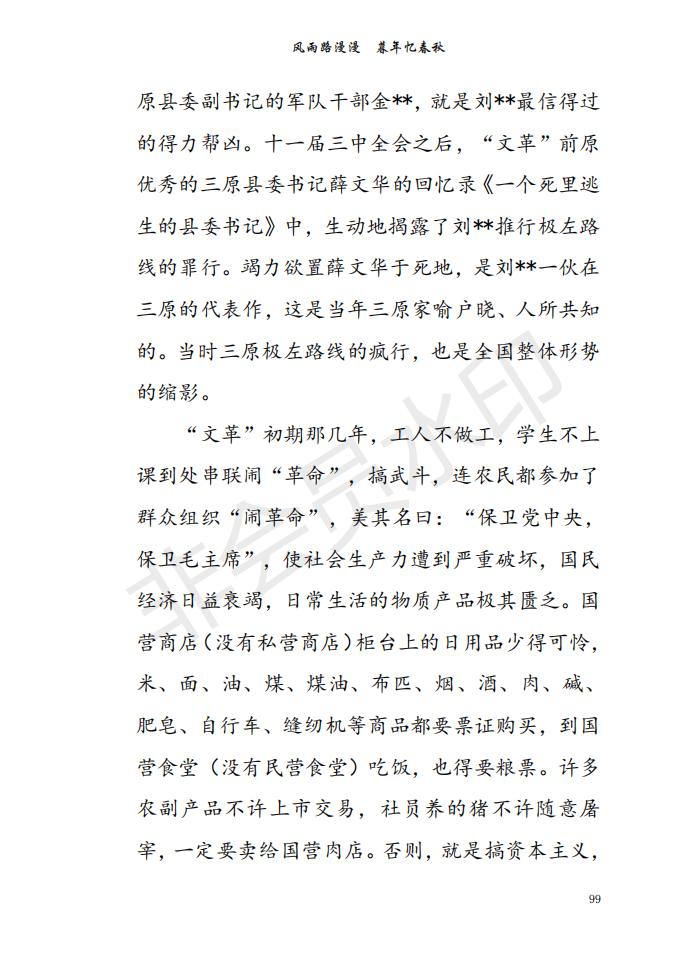 风雨路漫漫　暮年忆春秋
原县委副书记的军队干部金**，就是刘**最信得过
的得力帮凶。十一届三中全会之后，“文革”前原
优秀的三原县委书记薛文华的回忆录《一个死里逃
生的县委书记》中，生动地揭露了刘**推行极左路
线的罪行。竭力欲置薛文华于死地，是刘**一伙在
三原的代表作，这是当年三原家喻户晓、人所共知
的。当时三原极左路线的疯行，也是全国整体形势
的缩影。
“文革”初期那几年，工人不做工，学生不上
课到处串联闹“革命”，搞武斗，连农民都参加了
群众组织“闹革命”，美其名曰：“保卫党中央，
保卫毛主席”，使社会生产力遭到严重破坏，国民
经济日益衰竭，日常生活的物质产品极其匮乏。国
营商店（没有私营商店）柜台上的日用品少得可怜，
米、面、油、煤、煤油、布匹、烟、酒、肉、碱、
肥皂、自行车、缝纫机等商品都要票证购买，到国
营食堂（没有民营食堂）吃饭，也得要粮票。许多
农副产品不许上市交易，社员养的猪不许随意屠
宰，一定要卖给国营肉店。否则，就是搞资本主义，
非会员水印
99